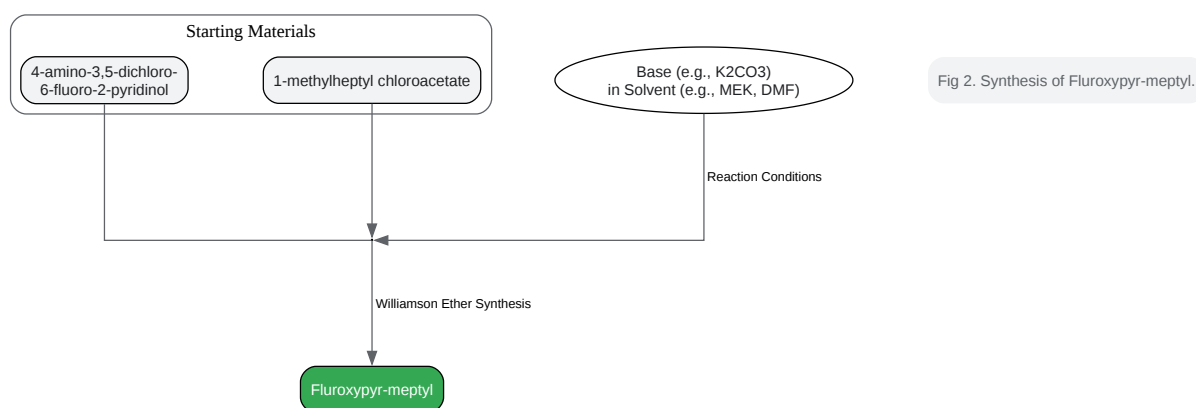 Starting Materials
4-amino-3,5-dichloro-
6-fluoro-2-pyridinol
1-methylheptyl chloroacetate
Base (e.g., K2CO3)
in Solvent (e.g., MEK, DMF)
Fig 2. Synthesis of Fluroxypyr-meptyl.
Reaction Conditions
Williamson Ether Synthesis
Fluroxypyr-meptyl